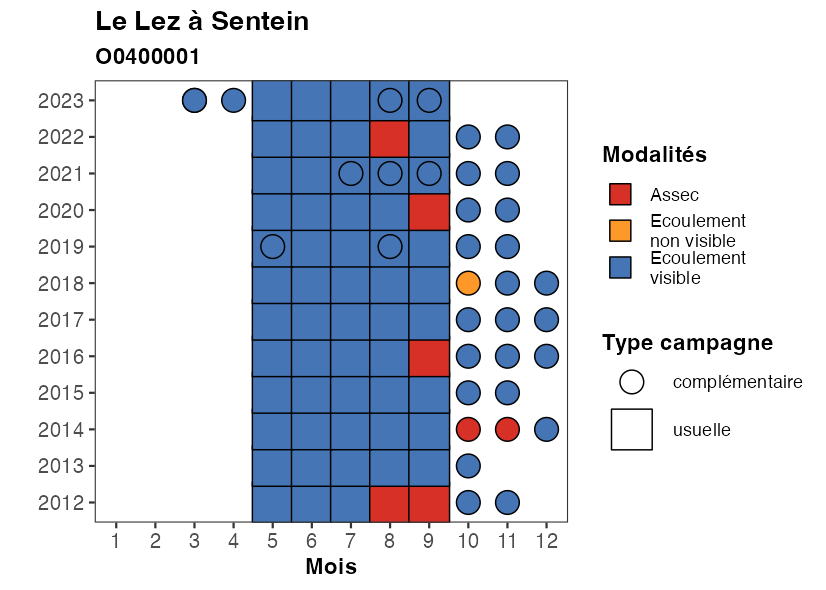 Le Lez à Sentein
O0400001
2023
2022
2021
2020
2019
2018
2017
2016
2015
2014
2013
2012
1 2 3 4 5 6 7 8 9 10 11 12
Mois
Modalités
Assec
Ecoulement
non visible
Ecoulement
visible
Type campagne
complémentaire
usuelle